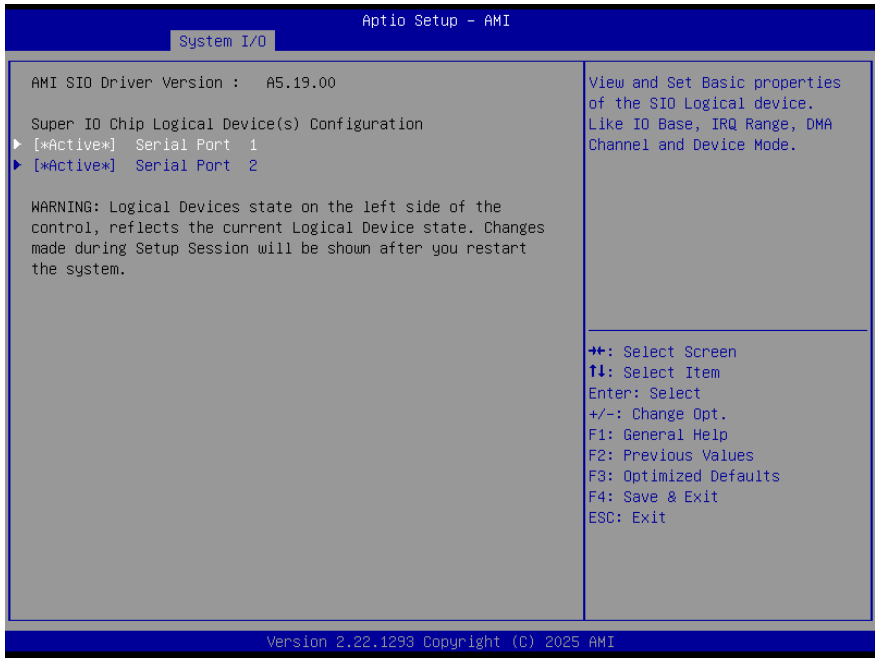 Aptio Setup – AMI
System I/O
AMI SIO Driver Version :   A5.19.00
Super IO Chip Logical Device(s) Configuration
▶ [*Active*]  Serial Port  1
▶ [*Active*]  Serial Port  2
WARNING: Logical Devices state on the left side of the
control, reflects the current Logical Device state. Changes
made during Setup Session will be shown after you restart
the system.
View and Set Basic properties
of the SIO Logical device.
Like IO Base, IRQ Range, DMA
Channel and Device Mode.
→←: Select Screen
↑↓: Select Item
Enter: Select
+/-: Change Opt.
F1: General Help
F2: Previous Values
F3: Optimized Defaults
F4: Save & Exit
ESC: Exit
Version 2.22.1293 Copyright (C) 2025 AMI